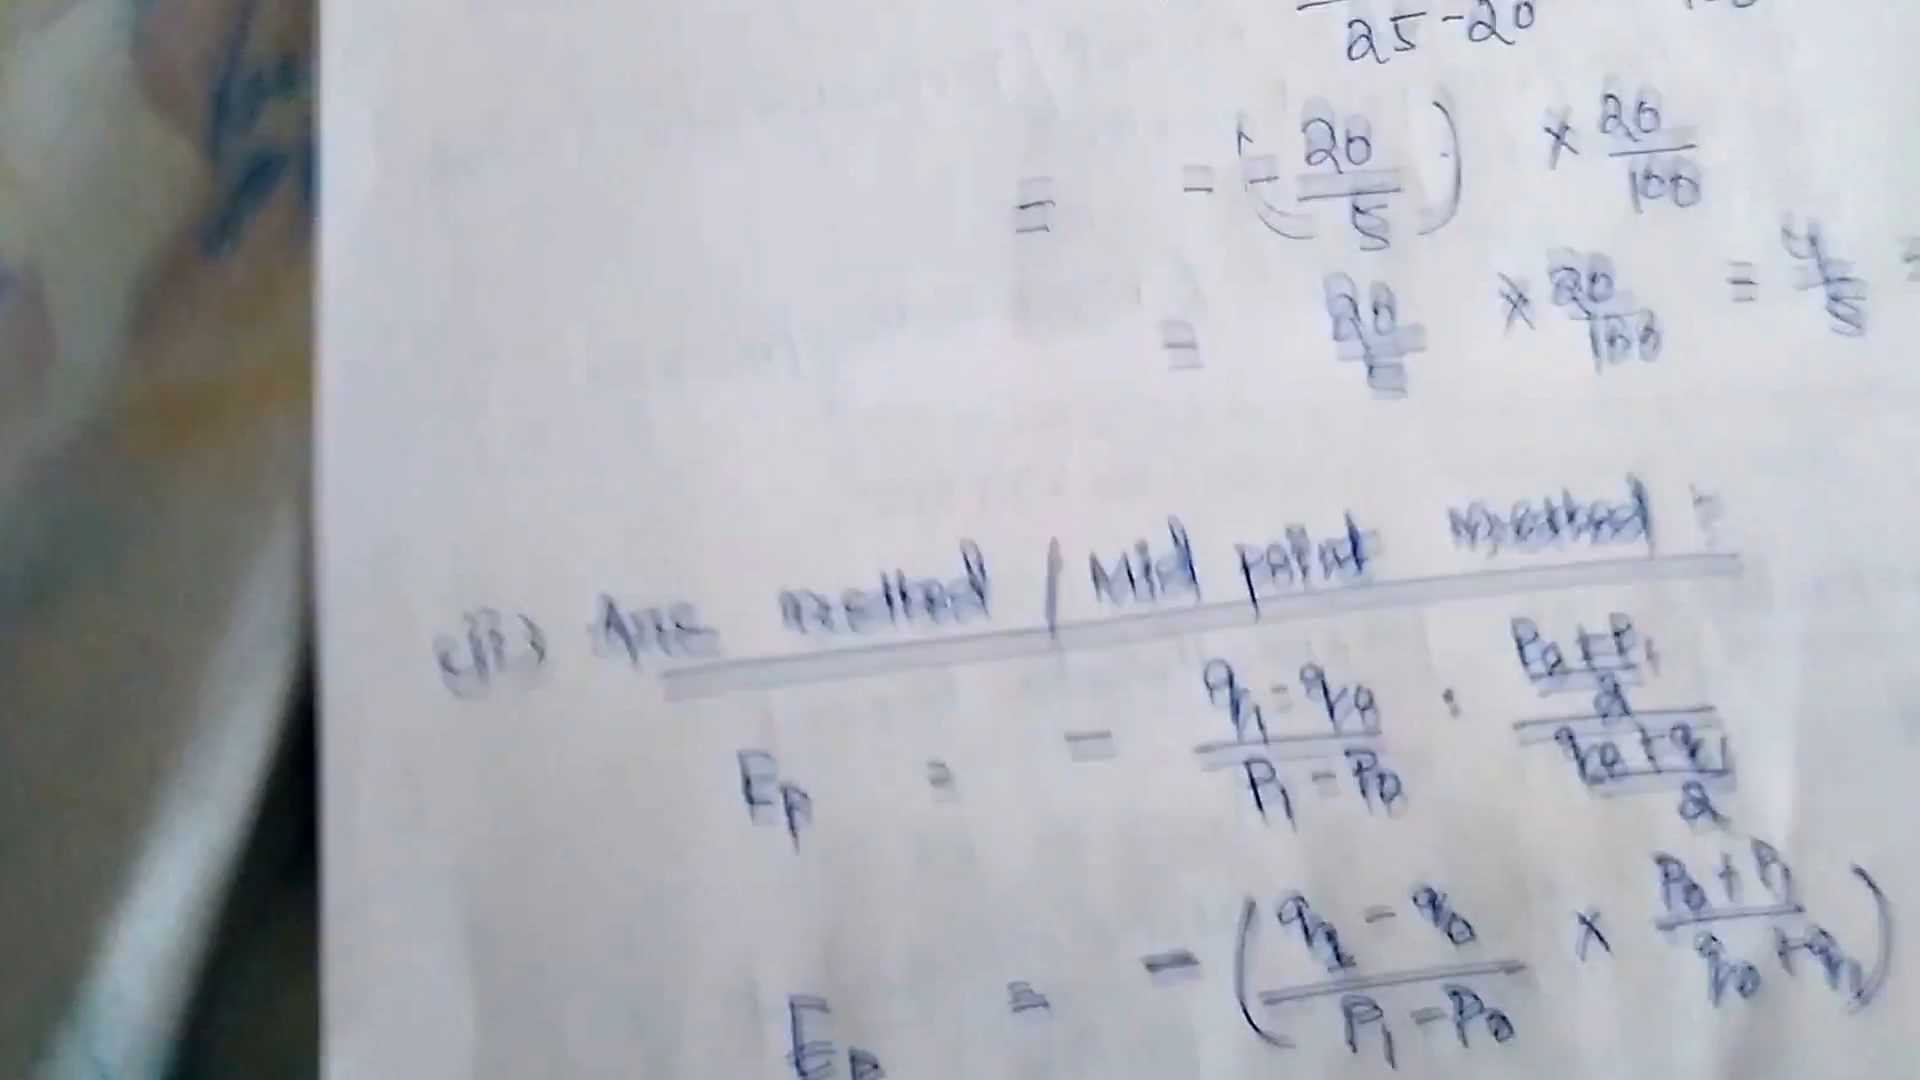 25-20
= = (- 20/5) × 20/100
= 20/5 × 20/100 = 4/5 =
(ii) Arc method / Mid point method :
Ep = - (q₁ - q₀)/(P₁ - P₀) · ((P₀ + P₁)/2)/((q₀ + q₁)/2)
Ep = - ((q₁ - q₀)/(P₁ - P₀) × (P₀ + P₁)/(q₀ + q₁))